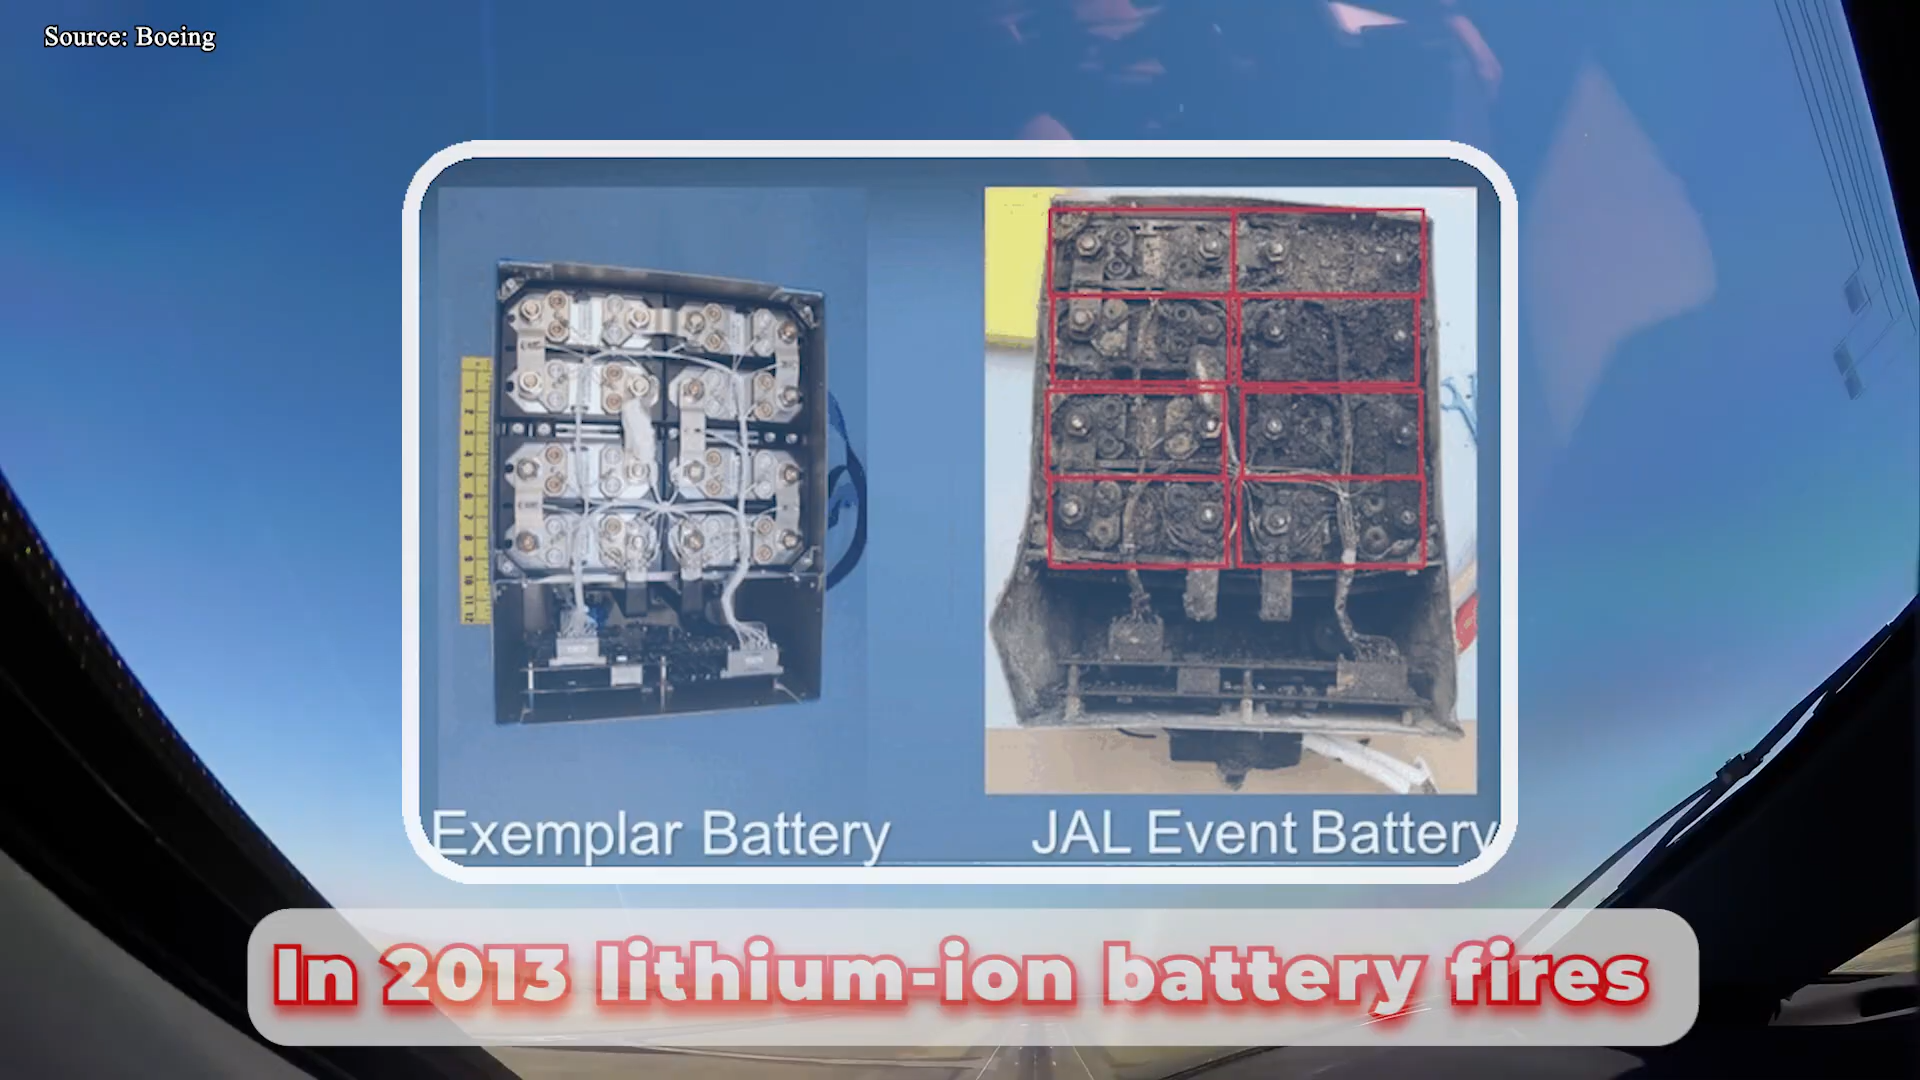 Source: Boeing
Exemplar Battery
JAL Event Battery
In 2013 lithium-ion battery fires